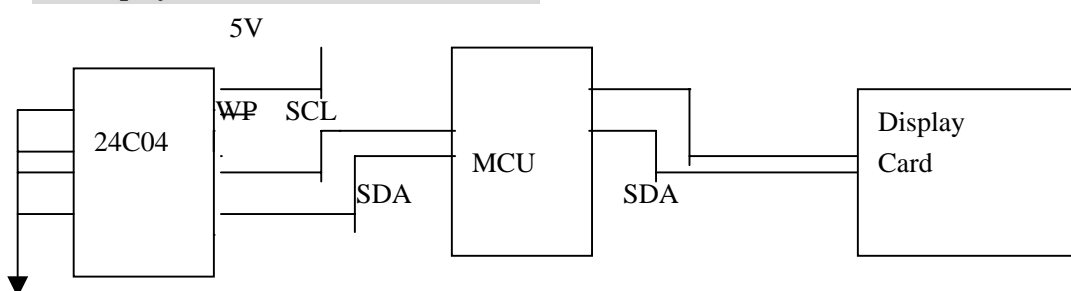 5V
WP SCL
24C04
MCU
Display
Card
SDA
SDA